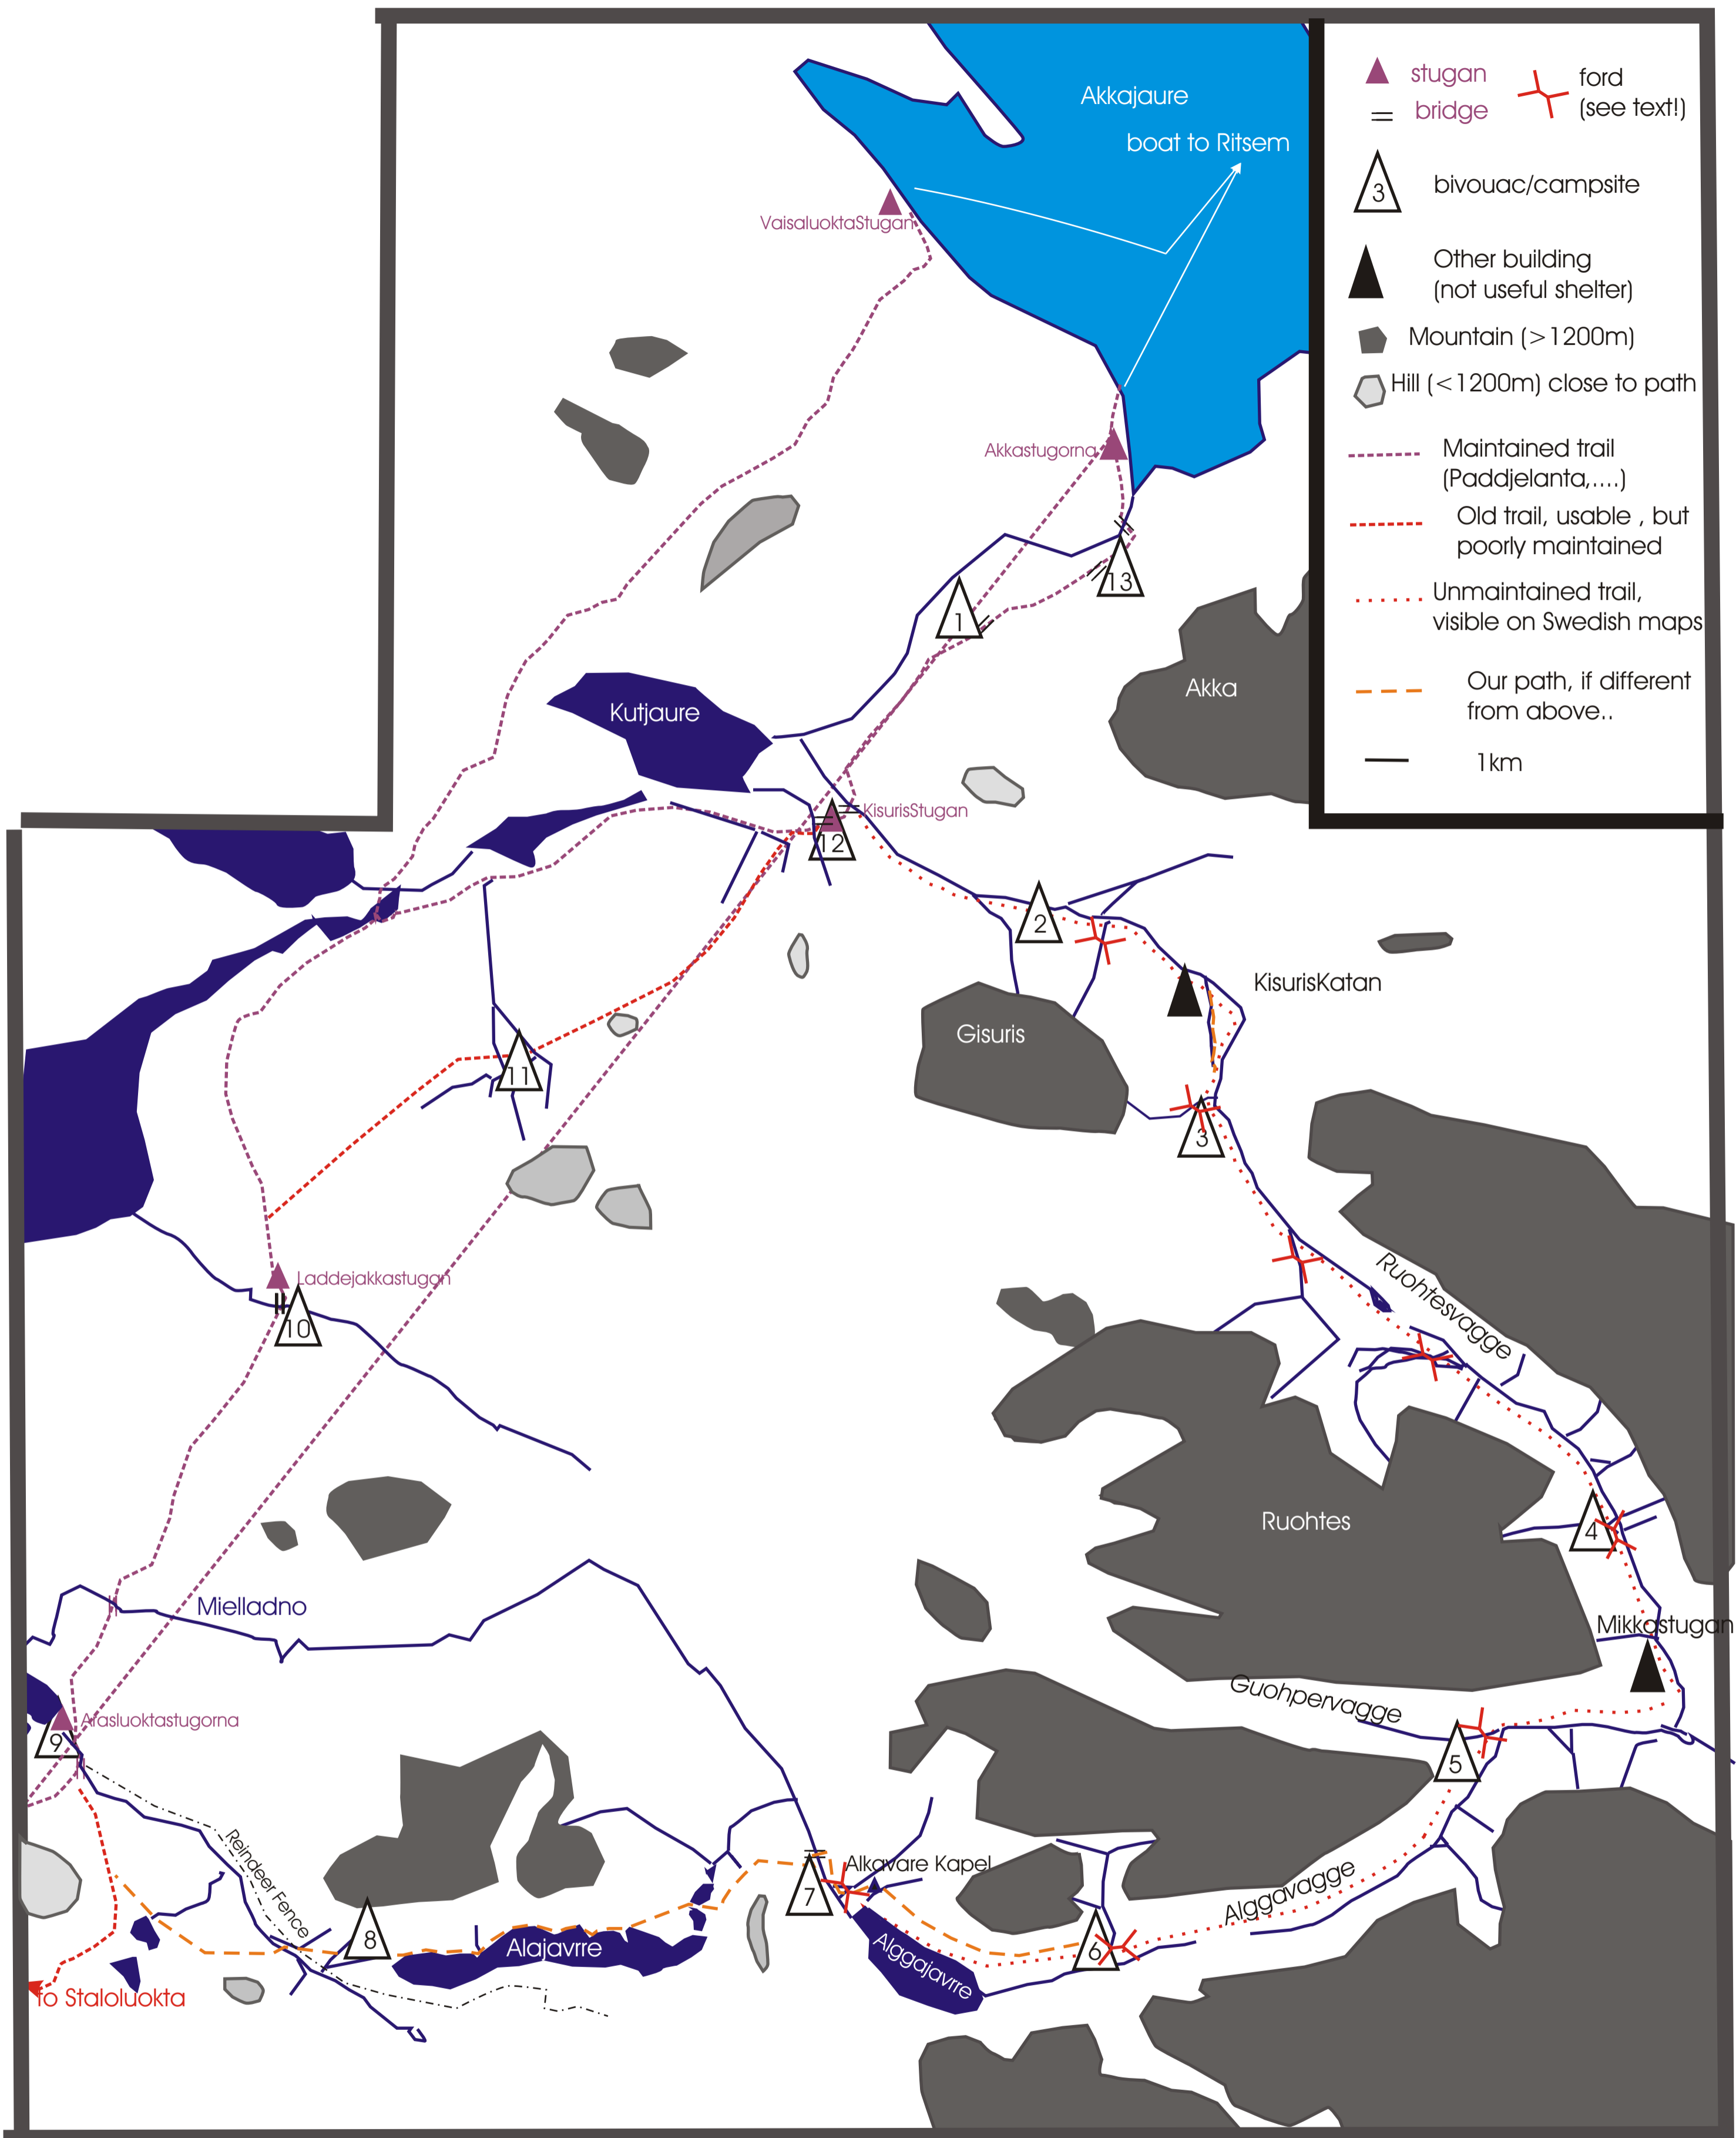 Akkajaure
boat to Ritsem
VaisaluoktaStugan
Akkastugorna
13
1
Akka
Kutjaure
KisurisStugan
12
2
KisurisKatan
Gisuris
11
3
Laddejakkastugan
10
Ruohtesvagge
Ruohtes
4
Mielladno
Mikkastugan
Guohpervagge
Arasluoktastugorna
9
5
Reindeer Fence
Alkavare Kapel
7
Alggavagge
8
Alajavrre
6
Alggajavrre
To Staloluokta
stugan
bridge
ford
(see text!)
3
bivouac/campsite
Other building
(not useful shelter)
Mountain (>1200m)
Hill (<1200m) close to path
Maintained trail
(Paddjelanta,....)
Old trail, usable , but
poorly maintained
Unmaintained trail,
visible on Swedish maps
Our path, if different
from above..
1km